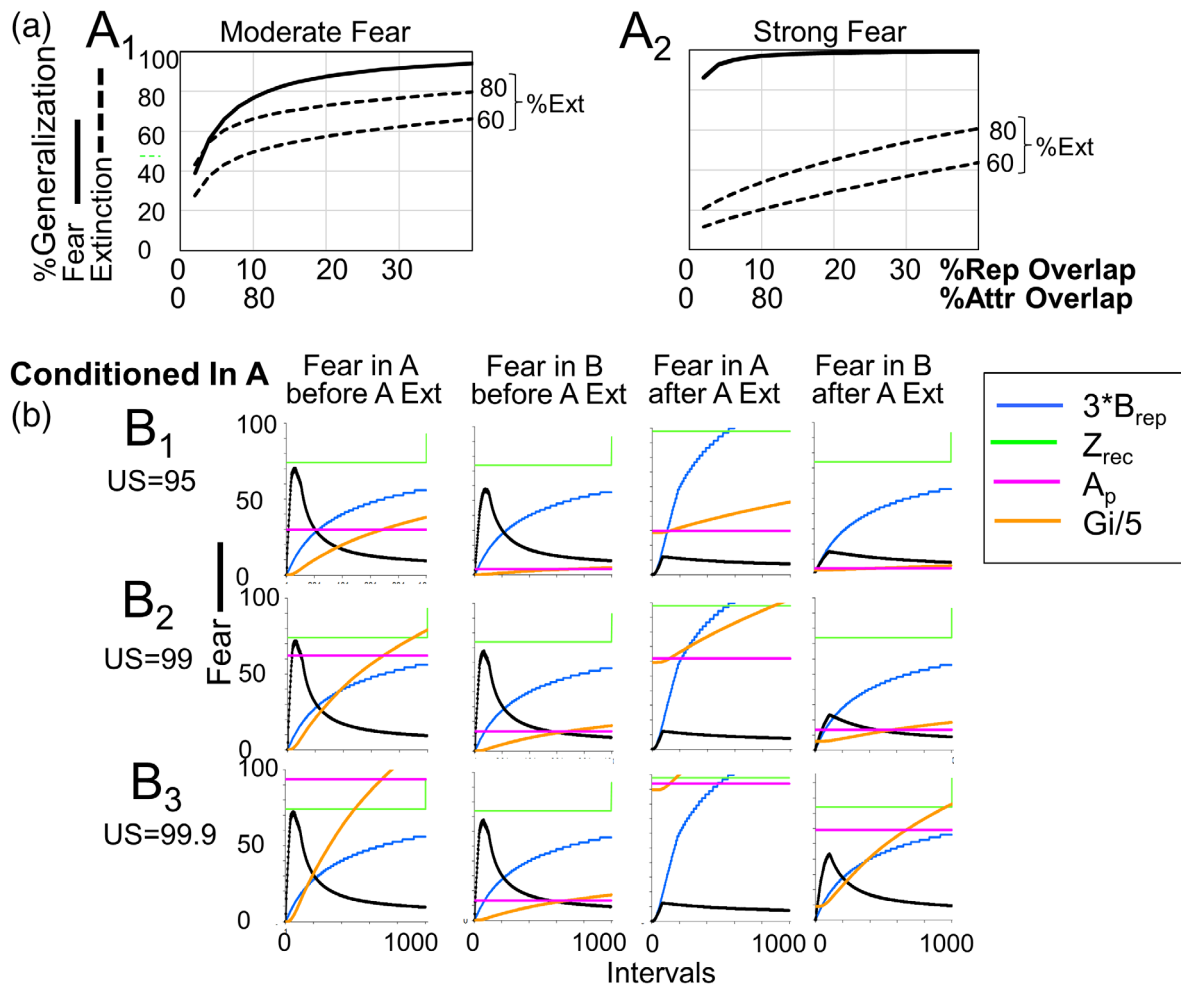 (a)
A1
Moderate Fear
A2
Strong Fear
%Generalization
Fear
Extinction
100
80
60
40
20
0
80
60
%Ext
80
60
%Ext
0 10 20 30
0 80
0 10 20 30 %Rep Overlap
0 80 %Attr Overlap
Conditioned In A
Fear in A
before A Ext
Fear in B
before A Ext
Fear in A
after A Ext
Fear in B
after A Ext
(b)
B1
US=95
100
50
0
B2
US=99
100
50
0
B3
US=99.9
100
50
0
Fear
0 1000
0 1000
0 1000
0 1000
Intervals
3*Brep
Zrec
Ap
Gi/5